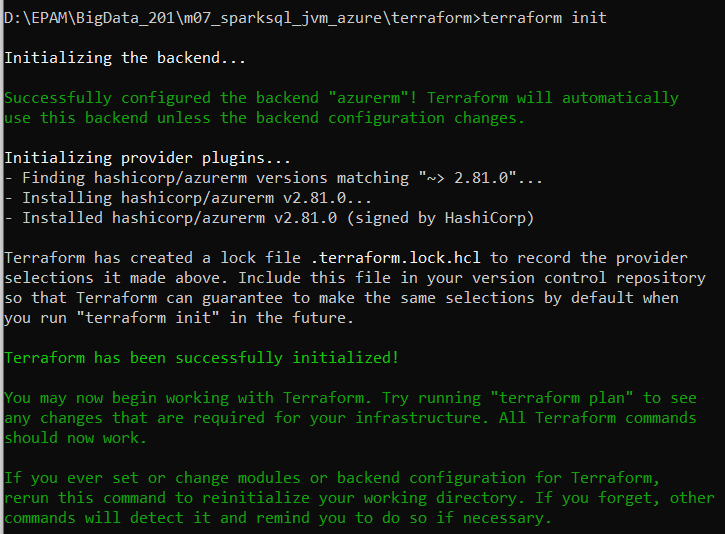 D:\EPAM\BigData_201\m07_sparksql_jvm_azure\terraform>terraform init
Initializing the backend...
Successfully configured the backend "azurerm"! Terraform will automatically
use this backend unless the backend configuration changes.
Initializing provider plugins...
- Finding hashicorp/azurerm versions matching "~> 2.81.0"...
- Installing hashicorp/azurerm v2.81.0...
- Installed hashicorp/azurerm v2.81.0 (signed by HashiCorp)
Terraform has created a lock file .terraform.lock.hcl to record the provider
selections it made above. Include this file in your version control repository
so that Terraform can guarantee to make the same selections by default when
you run "terraform init" in the future.
Terraform has been successfully initialized!
You may now begin working with Terraform. Try running "terraform plan" to see
any changes that are required for your infrastructure. All Terraform commands
should now work.
If you ever set or change modules or backend configuration for Terraform,
rerun this command to reinitialize your working directory. If you forget, other
commands will detect it and remind you to do so if necessary.